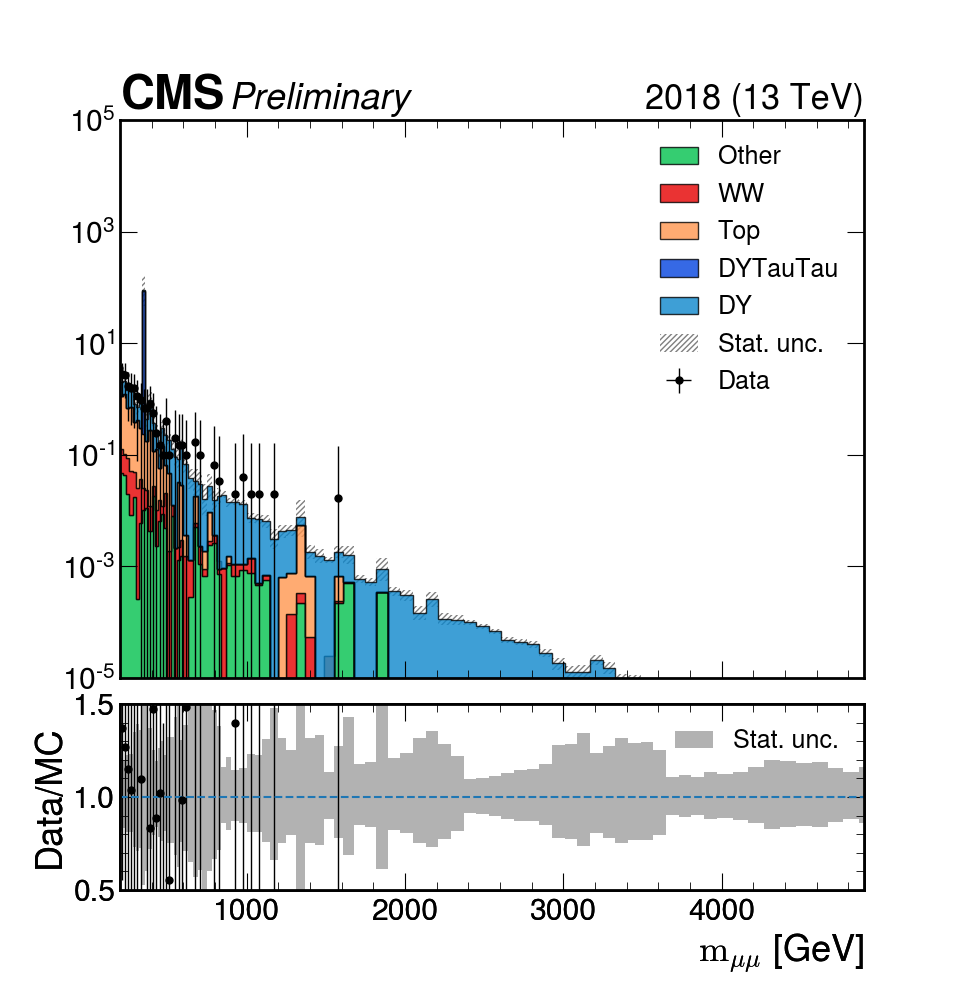 CMS Preliminary 2018 (13 TeV)
10^5
10^3
10^1
10^-1
10^-3
10^-5
Other
WW
Top
DYTauTau
DY
Stat. unc.
Data
Data/MC
1.5
1.0
0.5
Stat. unc.
1000 2000 3000 4000
m_μμ [GeV]